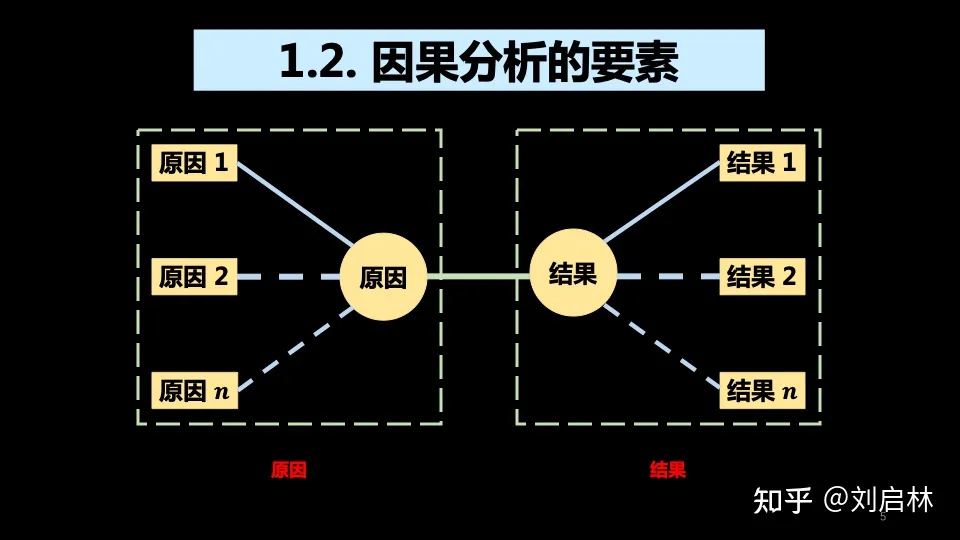 1.2. 因果分析的要素
原因 1
结果 1
原因 2
原因
结果
结果 2
原因 n
结果 n
原因
结果
知乎 @刘启林
5